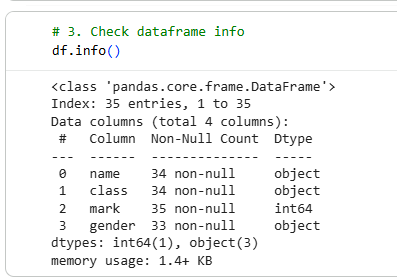 # 3. Check dataframe info
df.info()
<class 'pandas.core.frame.DataFrame'>
Index: 35 entries, 1 to 35
Data columns (total 4 columns):
 #   Column  Non-Null Count  Dtype
---  ------  --------------  -----
 0   name    34 non-null     object
 1   class   34 non-null     object
 2   mark    35 non-null     int64
 3   gender  33 non-null     object
dtypes: int64(1), object(3)
memory usage: 1.4+ KB